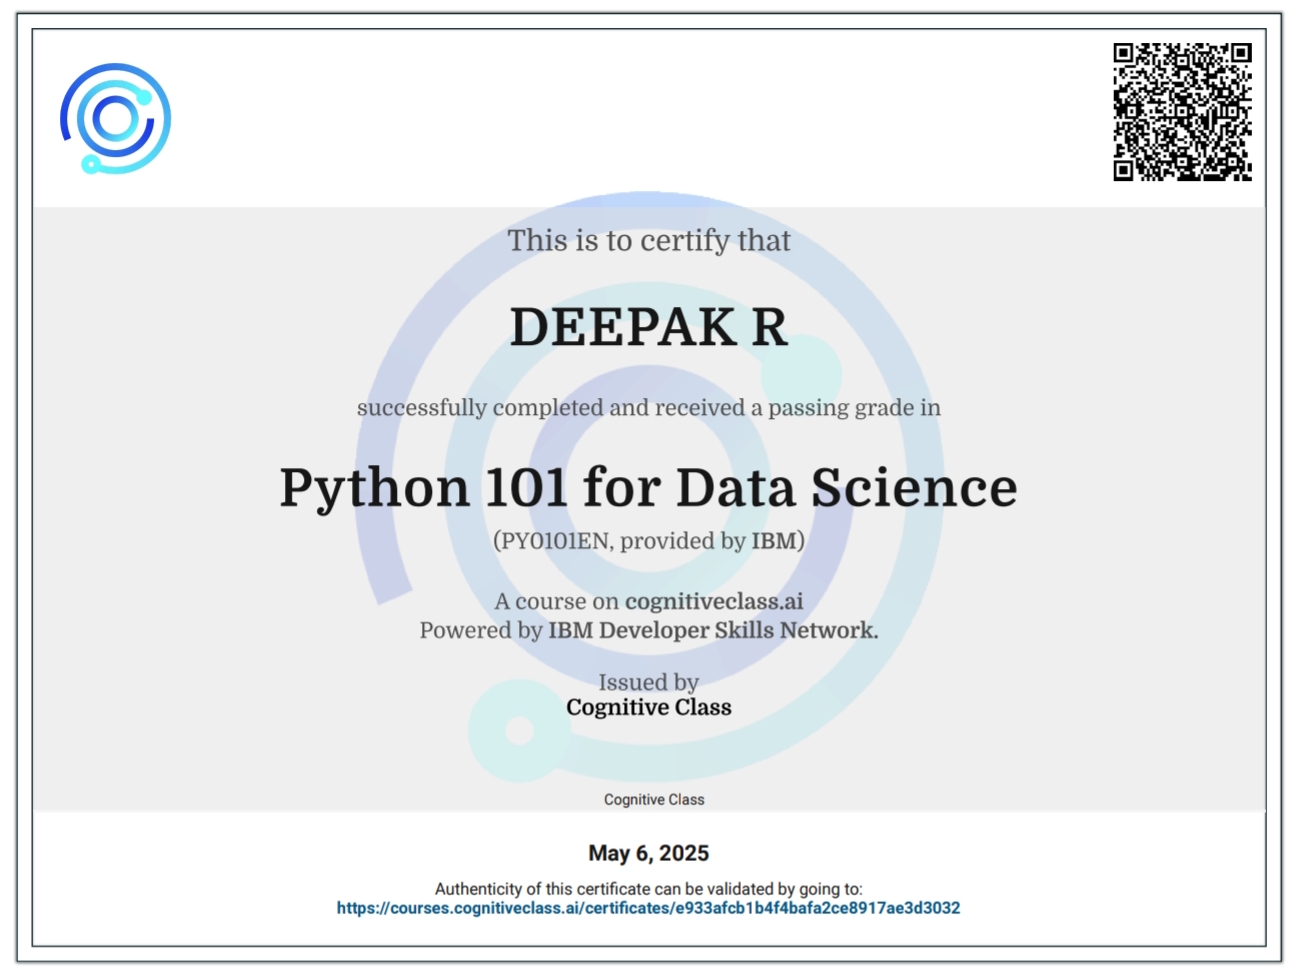 This is to certify that
DEEPAK R
successfully completed and received a passing grade in
Python 101 for Data Science
(PY0101EN, provided by IBM)
A course on cognitiveclass.ai
Powered by IBM Developer Skills Network.
Issued by
Cognitive Class
Cognitive Class
May 6, 2025
Authenticity of this certificate can be validated by going to:
https://courses.cognitiveclass.ai/certificates/e933afcb1b4f4bafa2ce8917ae3d3032